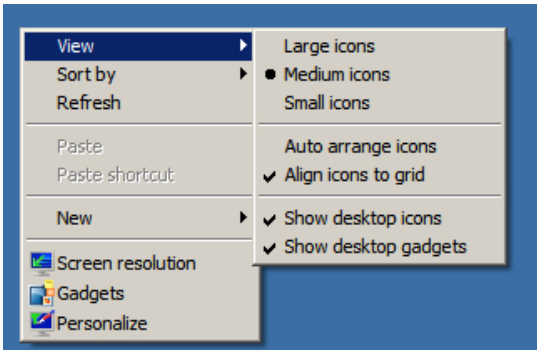 View
Sort by
Refresh
Paste
Paste shortcut
New
Screen resolution
Gadgets
Personalize
Large icons
Medium icons
Small icons
Auto arrange icons
Align icons to grid
Show desktop icons
Show desktop gadgets